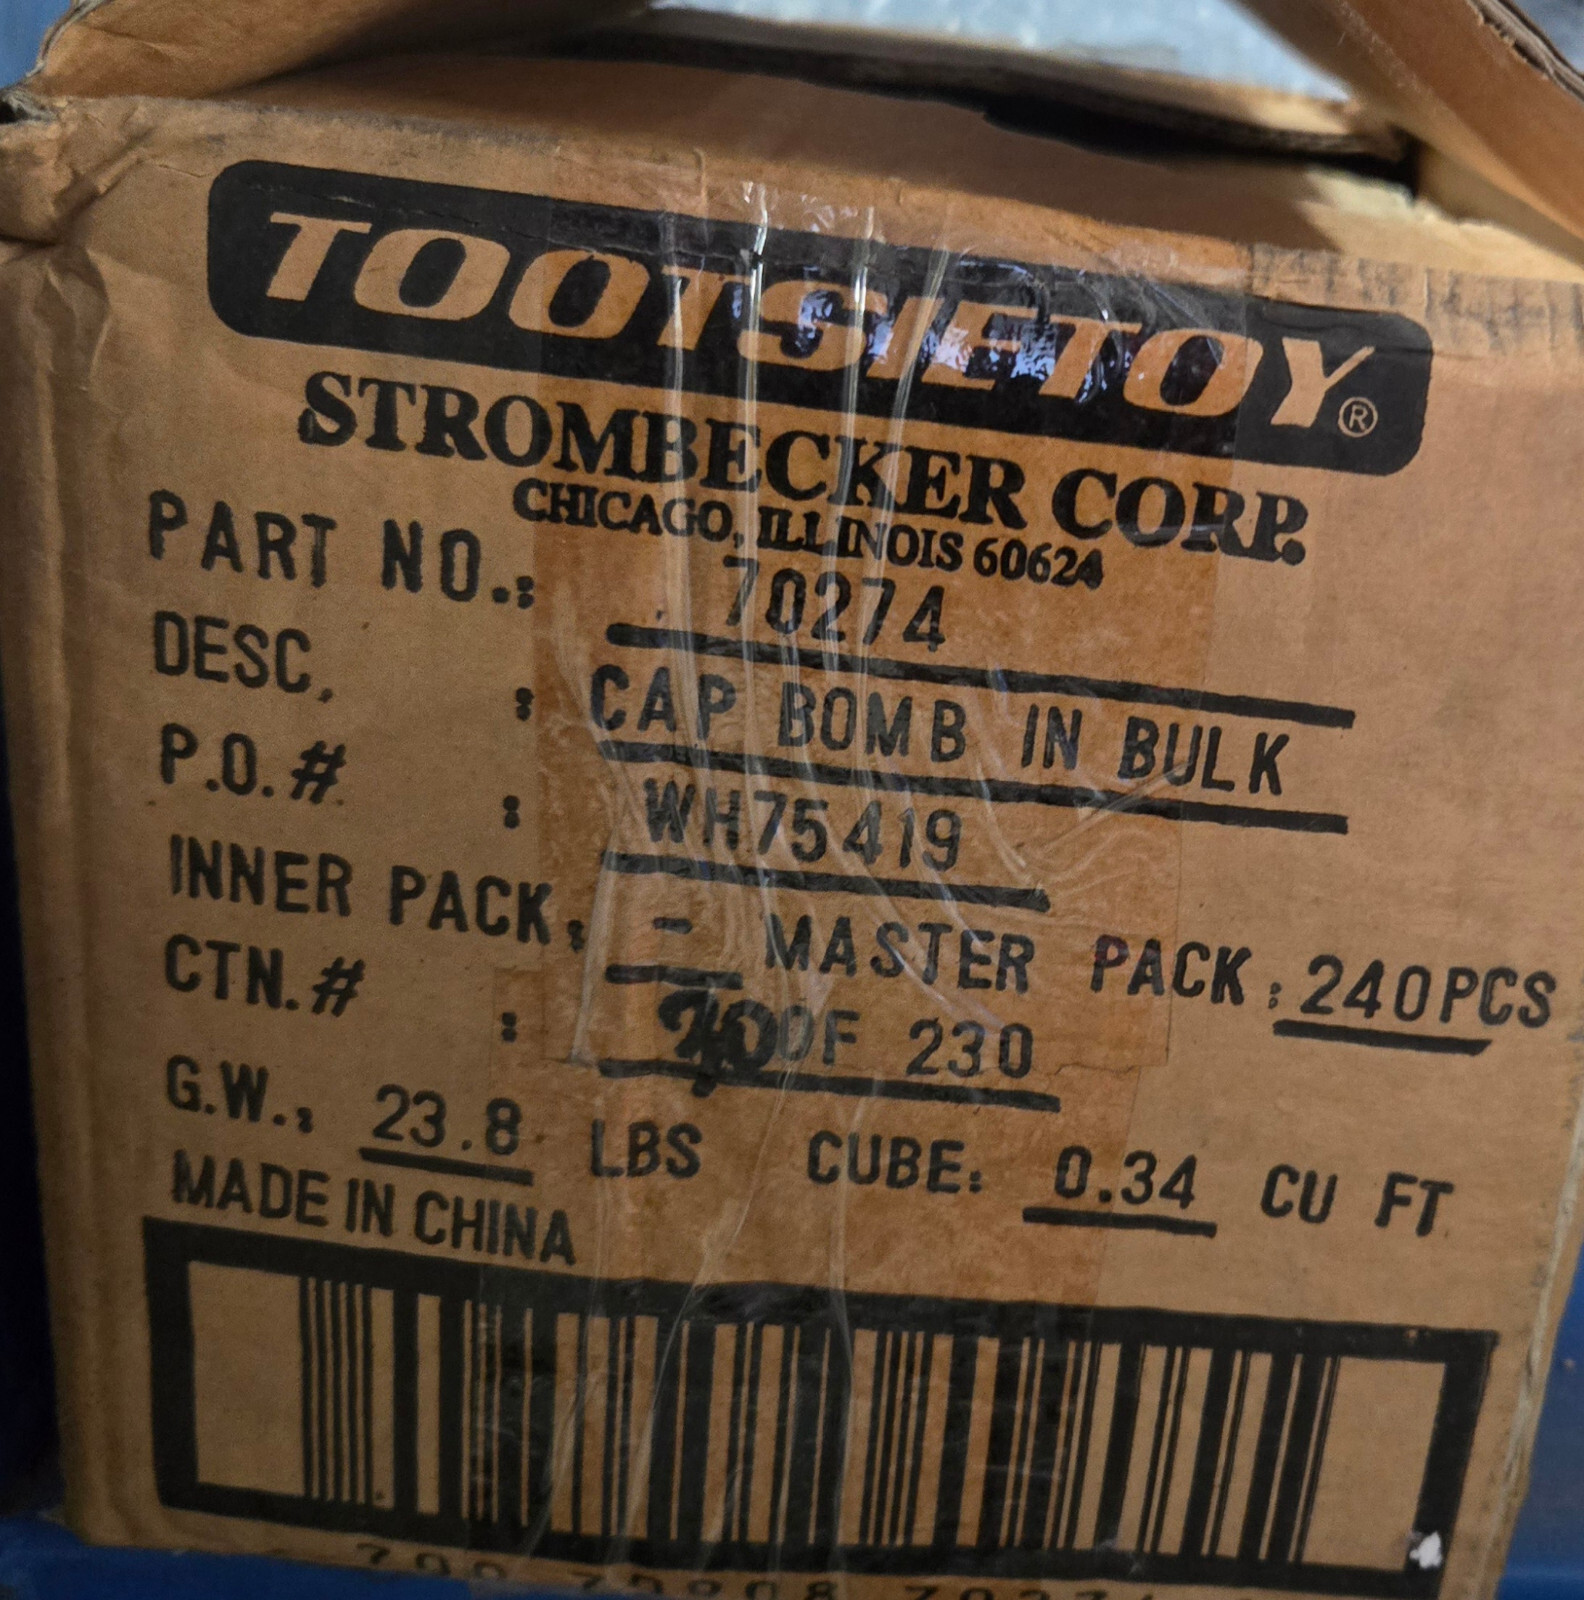 TOOTSIETOY®
STROMBECKER CORP.
CHICAGO, ILLINOIS 60624
PART NO.: 70274
DESC. : CAP BOMB IN BULK
P.O.# : WH75419
INNER PACK: - MASTER PACK: 240PCS
CTN.# : OF 230
G.W.: 23.8 LBS CUBE: 0.34 CU FT
MADE IN CHINA